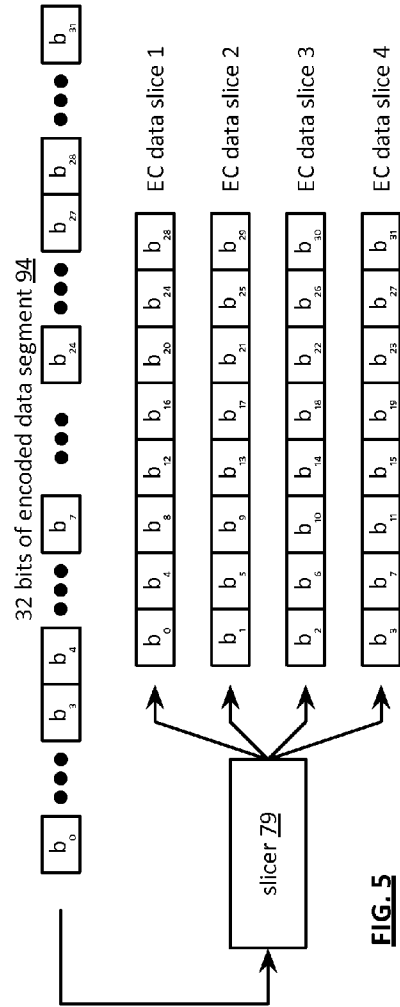 32 bits of encoded data segment 94
b0 ●●● b3 b4 ●●● b7 ●●● b24 ●●● b27 b28 ●●● b31
b0 b4 b8 b12 b16 b20 b24 b28 EC data slice 1
b1 b5 b9 b13 b17 b21 b25 b29 EC data slice 2
slicer 79
b2 b6 b10 b14 b18 b22 b26 b30 EC data slice 3
b3 b7 b11 b15 b19 b23 b27 b31 EC data slice 4
FIG. 5